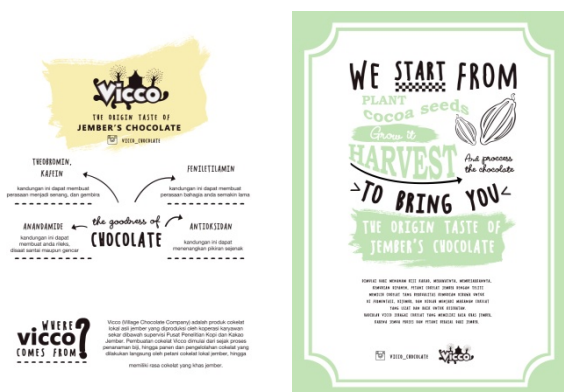 Vicco
THE ORIGIN TASTE OF
JEMBER'S CHOCOLATE
VICCO_CHOCOLATE
THEOBROMIN,
KAFEIN
kandungan ini dapat membuat
perasaan menjadi senang, dan gembira
FENILETILAMIN
kandungan ini dapat membuat
perasaan bahagia anda semakin lama
ANANDAMIDE
kandungan ini dapat
membuat anda rileks,
disaat santai maupun gencar
the goodness of
CHOCOLATE
ANTIOKSIDAN
kandungan ini dapat
menenangkan pikiran sejenak
WHERE
vicco?
COMES FROM
Vicco (Village Chocolate Company) adalah produk cokelat
lokal asli jember yang diproduksi oleh koperasi karyawan
sekar dibawah supervisi Pusat Penelitian Kopi dan Kakao
Jember. Pembuatan cokelat Vicco dimulai dari sejak proses
penanaman biji, hingga panen dan pengelolahan cokelat yang
dilakukan langsung oleh petani cokelat lokal jember, hingga
memiliki rasa cokelat yang khas jember.
WE START FROM
PLANT
cocoa seeds
Grow it
HARVEST
And proccess
the chocolate
TO BRING YOU
THE ORIGIN TASTE OF
JEMBER'S CHOCOLATE
VICCO_CHOCOLATE
Vicco